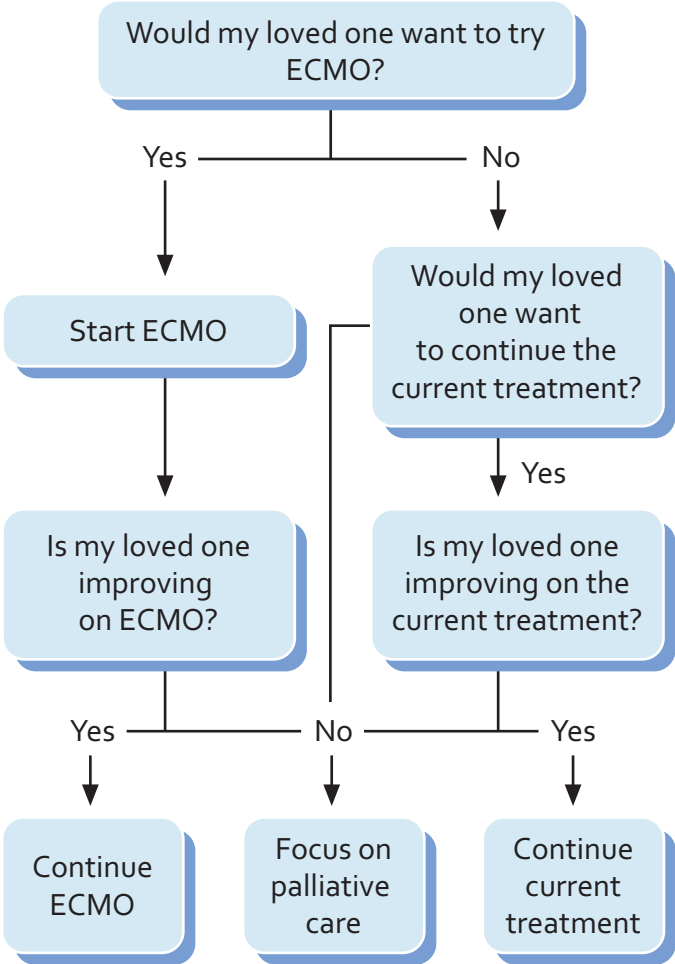 Would my loved one want to try
ECMO?
Yes
No
Start ECMO
Would my loved
one want
to continue the
current treatment?
Yes
Is my loved one
improving
on ECMO?
Is my loved one
improving on the
current treatment?
Yes
No
Yes
Continue
ECMO
Focus on
palliative
care
Continue
current
treatment